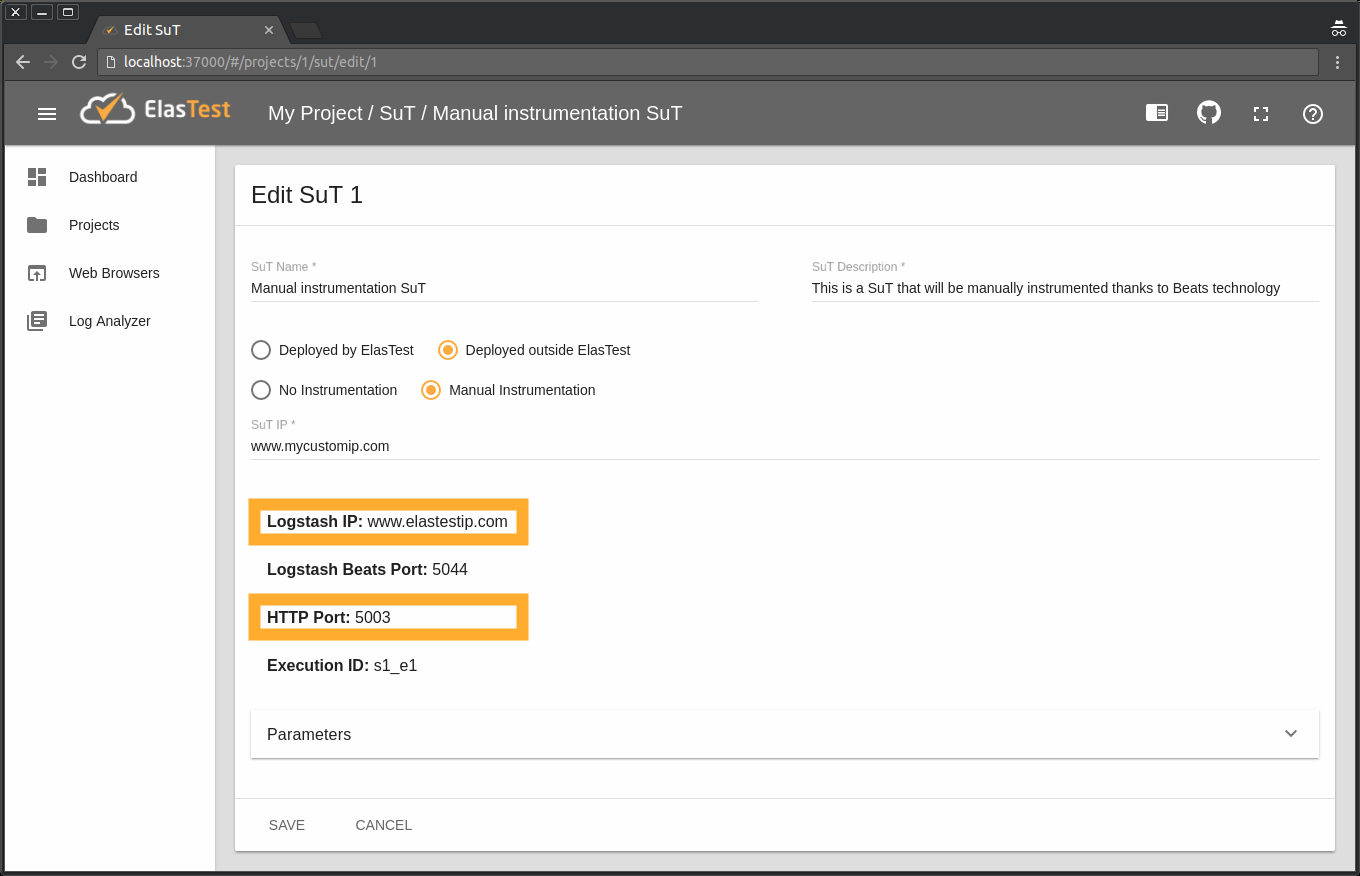 Edit SuT
localhost:37000/#/projects/1/sut/edit/1
ElasTest
My Project / SuT / Manual instrumentation SuT
Dashboard
Projects
Web Browsers
Log Analyzer
Edit SuT 1
SuT Name *
Manual instrumentation SuT
SuT Description *
This is a SuT that will be manually instrumented thanks to Beats technology
Deployed by ElasTest
Deployed outside ElasTest
No Instrumentation
Manual Instrumentation
SuT IP *
www.mycustomip.com
Logstash IP: www.elastestip.com
Logstash Beats Port: 5044
HTTP Port: 5003
Execution ID: s1_e1
Parameters
SAVE
CANCEL